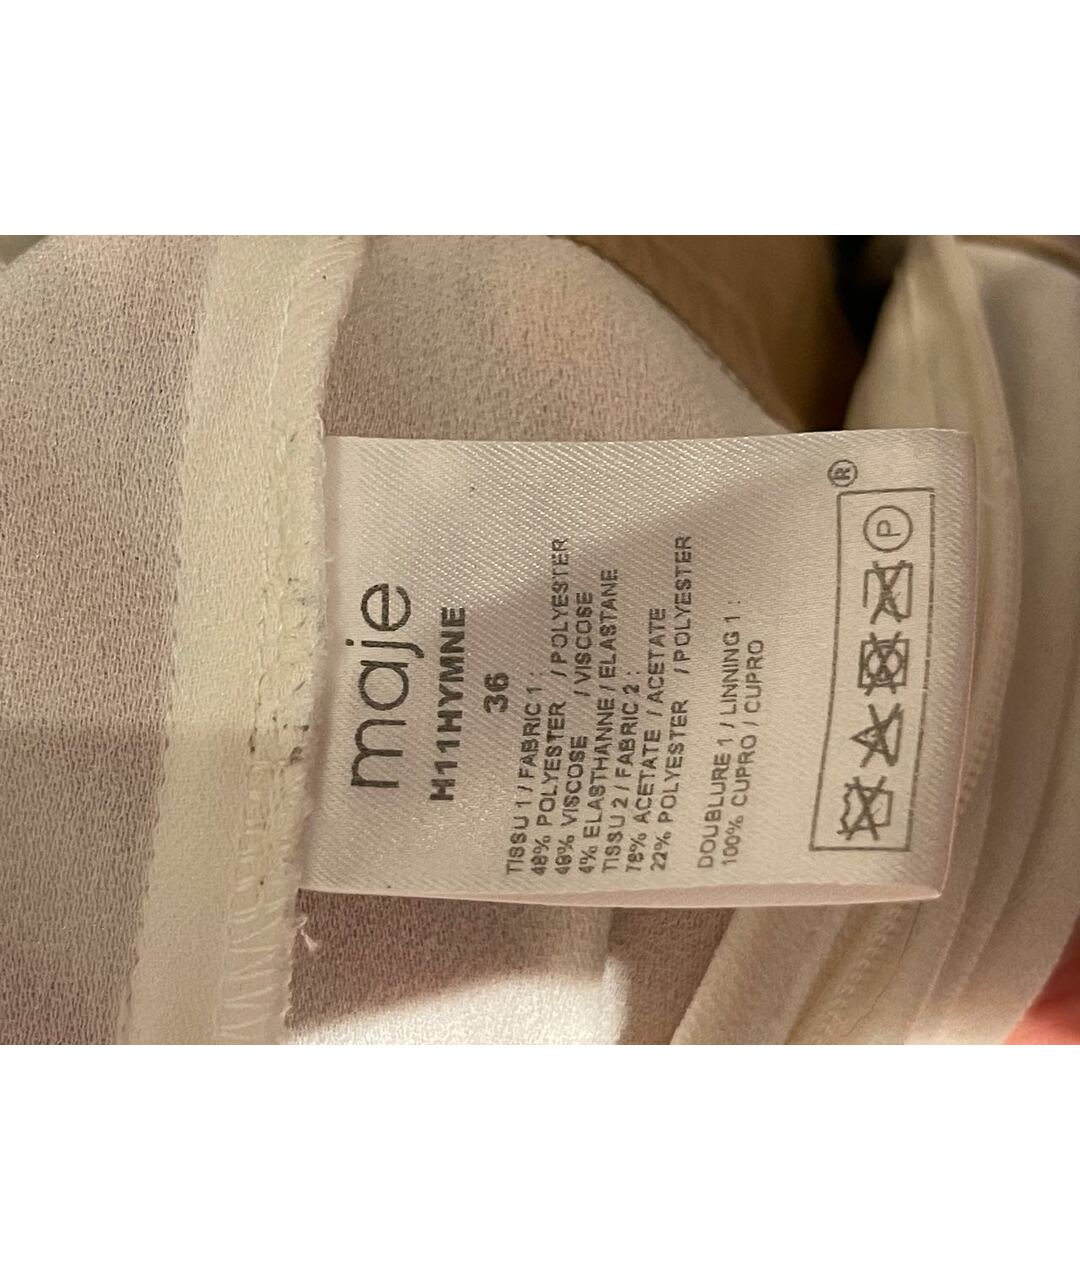 maje
H11HYMNE
36
TISSU 1 / FABRIC 1 :
48% POLYESTER / POLYESTER
48% VISCOSE / VISCOSE
4% ELASTHANNE / ELASTANE
TISSU 2 / FABRIC 2 :
78% ACETATE / ACETATE
22% POLYESTER / POLYESTER
DOUBLURE 1 / LINNING 1 :
100% CUPRO / CUPRO
P
®